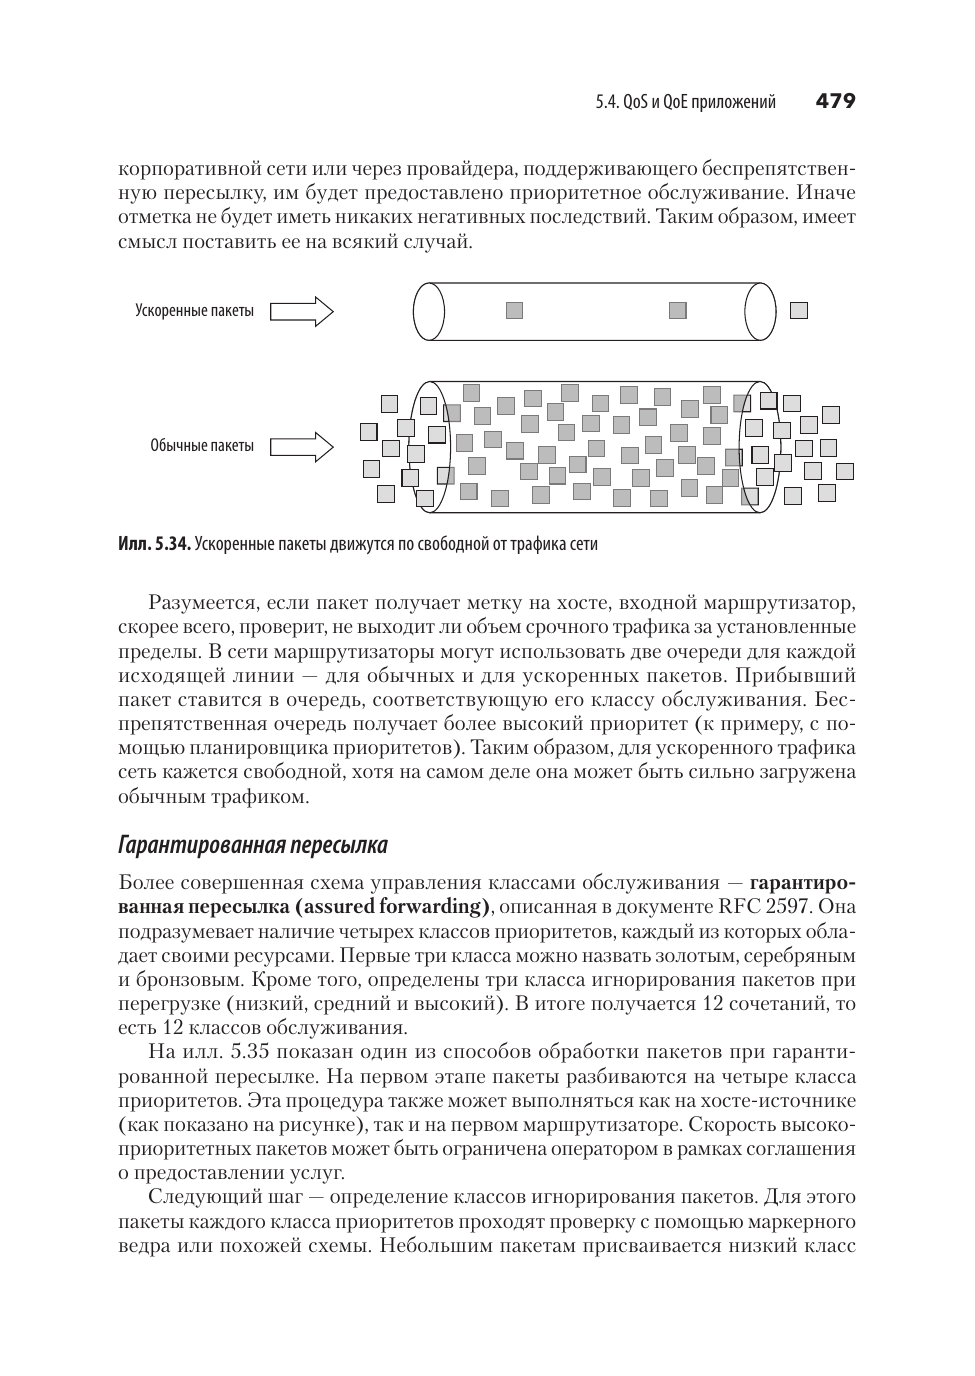 5.4. QoS и QoE приложений 479
корпоративной сети или через провайдера, поддерживающего беспрепятствен-
ную пересылку, им будет предоставлено приоритетное обслуживание. Иначе
отметка не будет иметь никаких негативных последствий. Таким образом, имеет
смысл поставить ее на всякий случай.
Ускоренные пакеты
Обычные пакеты
Илл. 5.34. Ускоренные пакеты движутся по свободной от трафика сети
Разумеется, если пакет получает метку на хосте, входной маршрутизатор,
скорее всего, проверит, не выходит ли объем срочного трафика за установленные
пределы. В сети маршрутизаторы могут использовать две очереди для каждой
исходящей линии — для обычных и для ускоренных пакетов. Прибывший
пакет ставится в очередь, соответствующую его классу обслуживания. Бес-
препятственная очередь получает более высокий приоритет (к примеру, с по-
мощью планировщика приоритетов). Таким образом, для ускоренного трафика
сеть кажется свободной, хотя на самом деле она может быть сильно загружена
обычным трафиком.
Гарантированная пересылка
Более совершенная схема управления классами обслуживания — гарантиро-
ванная пересылка (assured forwarding), описанная в документе RFC 2597. Она
подразумевает наличие четырех классов приоритетов, каждый из которых обла-
дает своими ресурсами. Первые три класса можно назвать золотым, серебряным
и бронзовым. Кроме того, определены три класса игнорирования пакетов при
перегрузке (низкий, средний и высокий). В итоге получается 12 сочетаний, то
есть 12 классов обслуживания.
На илл. 5.35 показан один из способов обработки пакетов при гаранти-
рованной пересылке. На первом этапе пакеты разбиваются на четыре класса
приоритетов. Эта процедура также может выполняться как на хосте-источнике
(как показано на рисунке), так и на первом маршрутизаторе. Скорость высоко-
приоритетных пакетов может быть ограничена оператором в рамках соглашения
о предоставлении услуг.
Следующий шаг — определение классов игнорирования пакетов. Для этого
пакеты каждого класса приоритетов проходят проверку с помощью маркерного
ведра или похожей схемы. Небольшим пакетам присваивается низкий класс